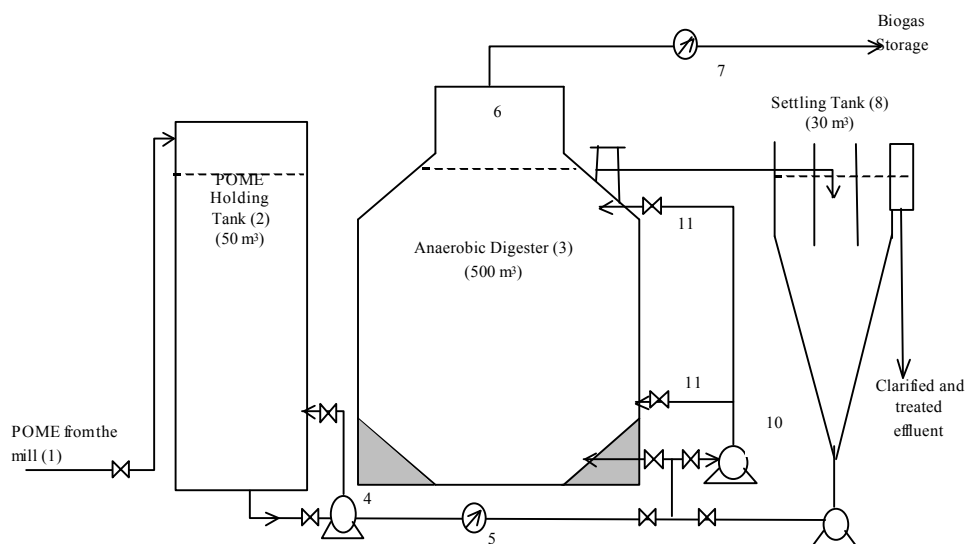 Biogas
Storage
7
6
Settling Tank (8)
(30 m³)
POME
Holding
Tank (2)
(50 m³)
11
Anaerobic Digester (3)
(500 m³)
11
Clarified and
treated
effluent
10
POME from the
mill (1)
4
5